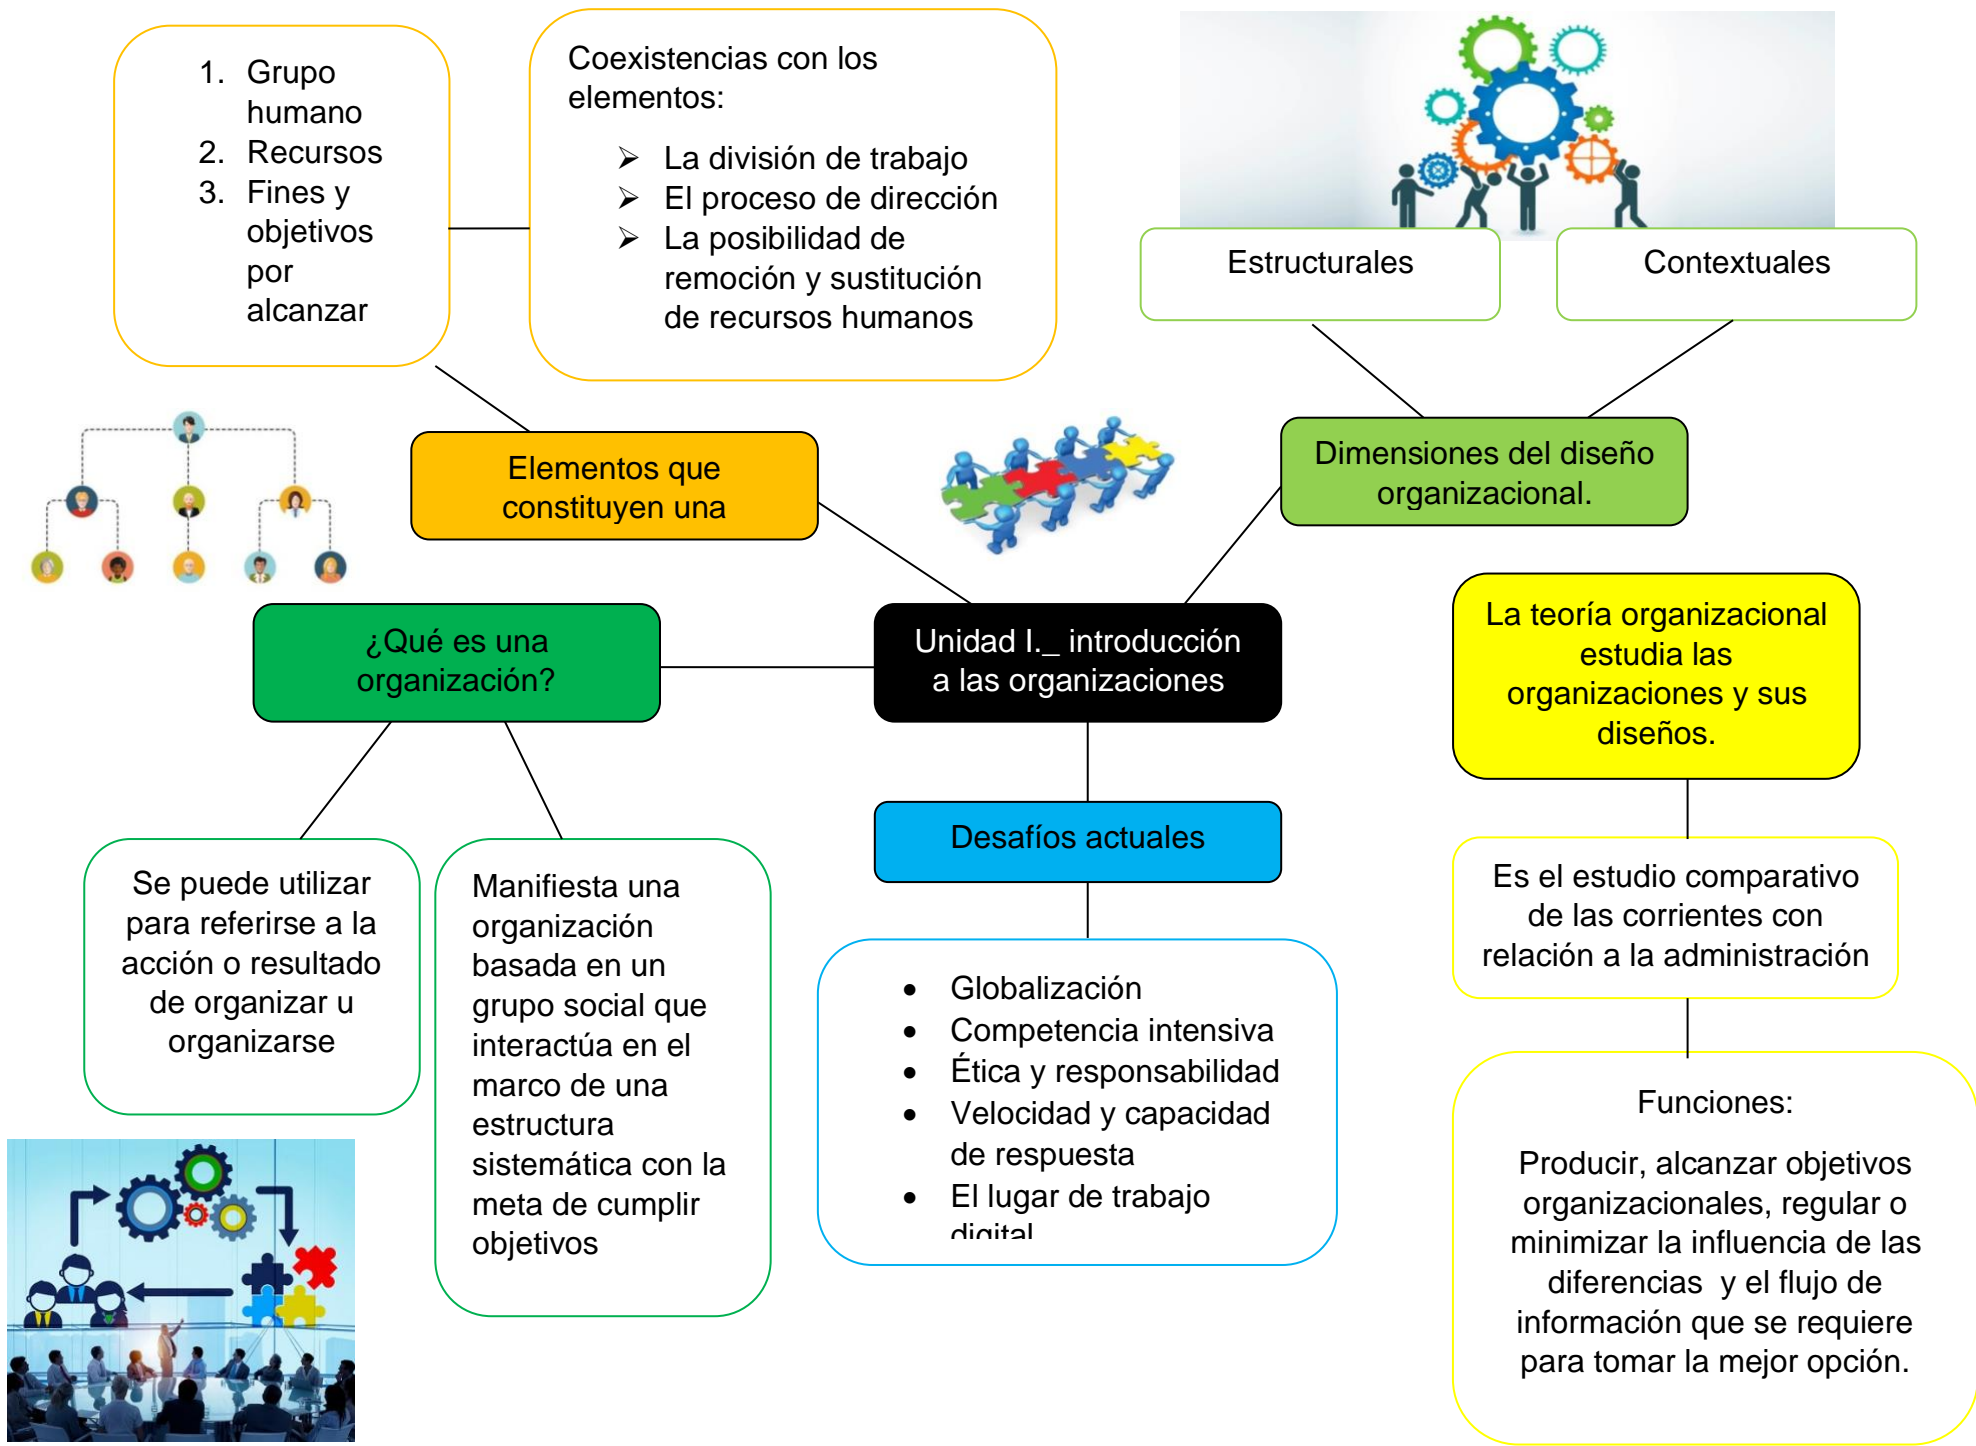 1. Grupo
humano
2. Recursos
3. Fines y
objetivos
por
alcanzar
Coexistencias con los
elementos:
➢ La división de trabajo
➢ El proceso de dirección
➢ La posibilidad de
remoción y sustitución
de recursos humanos
Estructurales
Contextuales
Elementos que
constituyen una
Dimensiones del diseño
organizacional.
¿Qué es una
organización?
Unidad I._ introducción
a las organizaciones
La teoría organizacional
estudia las
organizaciones y sus
diseños.
Desafíos actuales
Se puede utilizar
para referirse a la
acción o resultado
de organizar u
organizarse
Manifiesta una
organización
basada en un
grupo social que
interactúa en el
marco de una
estructura
sistemática con la
meta de cumplir
objetivos
• Globalización
• Competencia intensiva
• Ética y responsabilidad
• Velocidad y capacidad
de respuesta
• El lugar de trabajo
digital
Es el estudio comparativo
de las corrientes con
relación a la administración
Funciones:
Producir, alcanzar objetivos
organizacionales, regular o
minimizar la influencia de las
diferencias  y el flujo de
información que se requiere
para tomar la mejor opción.